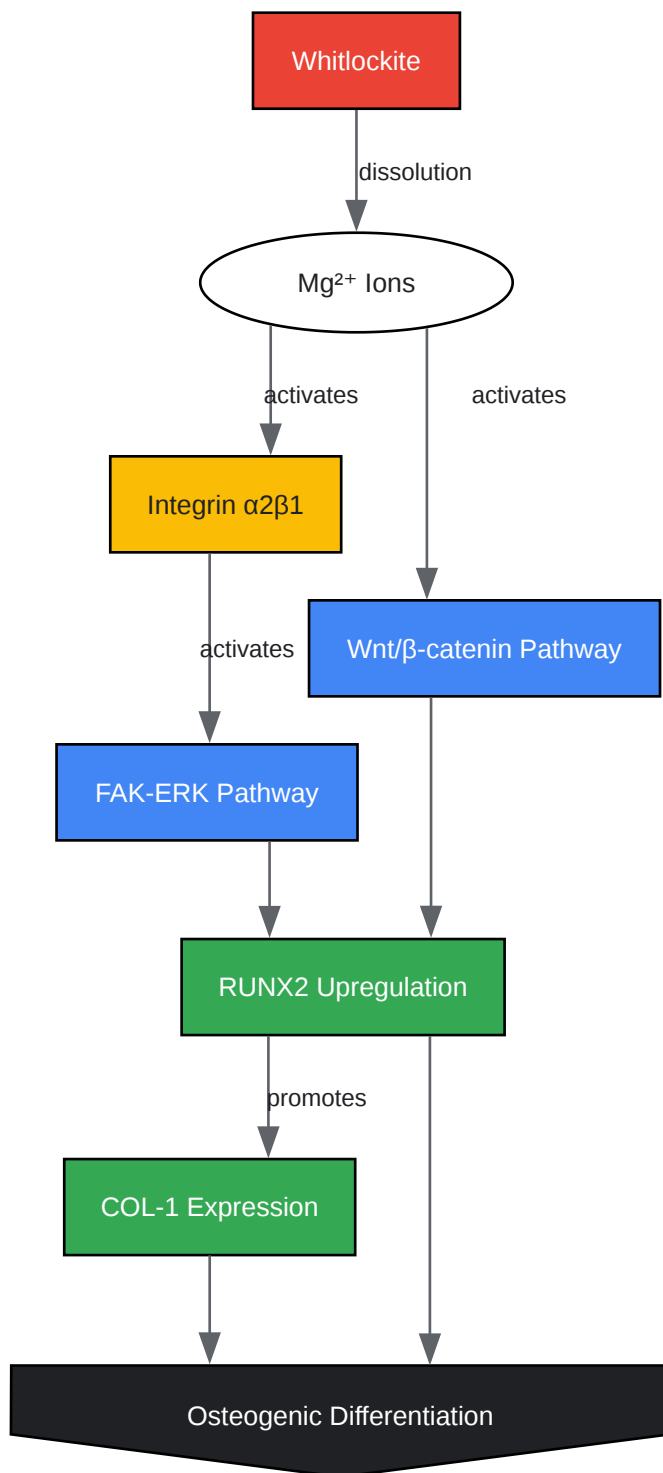 Whitlockite
dissolution
Mg²⁺ Ions
activates
activates
Integrin α2β1
activates
Wnt/β-catenin Pathway
FAK-ERK Pathway
RUNX2 Upregulation
promotes
COL-1 Expression
Osteogenic Differentiation